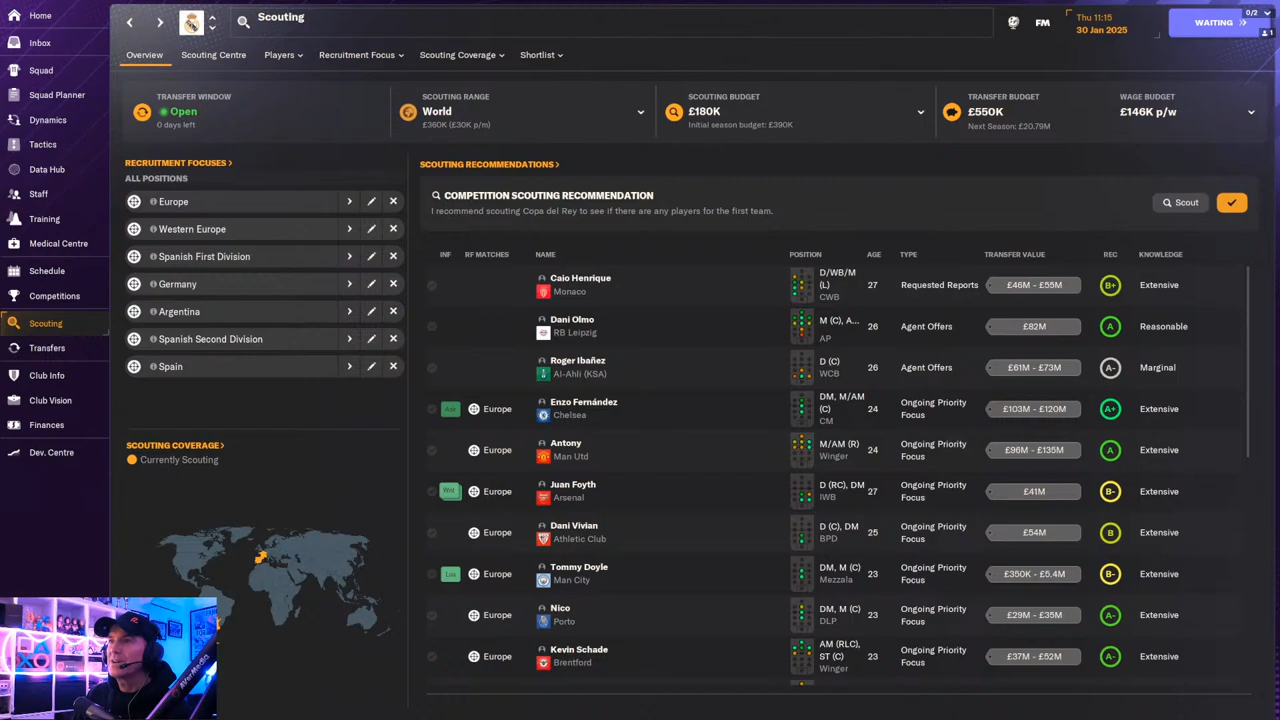 Home
Inbox
Squad
Squad Planner
Dynamics
Tactics
Data Hub
Staff
Training
Medical Centre
Schedule
Competitions
Scouting
Transfers
Club Info
Club Vision
Finances
Dev. Centre
Scouting
FM
Thu 11:15
30 Jan 2025
WAITING
0/2
1
Overview
Scouting Centre
Players
Recruitment Focus
Scouting Coverage
Shortlist
TRANSFER WINDOW
Open
0 days left
SCOUTING RANGE
World
£360K (£30K p/m)
SCOUTING BUDGET
£180K
Initial season budget: £390K
TRANSFER BUDGET
£550K
Next Season: £20.79M
WAGE BUDGET
£146K p/w
RECRUITMENT FOCUSES >
ALL POSITIONS
Europe
Western Europe
Spanish First Division
Germany
Argentina
Spanish Second Division
Spain
SCOUTING COVERAGE >
Currently Scouting
SCOUTING RECOMMENDATIONS >
COMPETITION SCOUTING RECOMMENDATION
I recommend scouting Copa del Rey to see if there are any players for the first team.
Scout
INF RF MATCHES NAME POSITION AGE TYPE TRANSFER VALUE REC KNOWLEDGE
Caio Henrique
Monaco
D/WB/M
(L)
CWB
27
Requested Reports
£46M - £55M
B+
Extensive
Dani Olmo
RB Leipzig
M (C), A...
AP
26
Agent Offers
£82M
A
Reasonable
Roger Ibañez
Al-Ahli (KSA)
D (C)
WCB
26
Agent Offers
£61M - £73M
A-
Marginal
Ask
Europe
Enzo Fernández
Chelsea
DM, M/AM
(C)
CM
24
Ongoing Priority
Focus
£103M - £120M
A+
Extensive
Europe
Antony
Man Utd
M/AM (R)
Winger
24
Ongoing Priority
Focus
£96M - £135M
A
Extensive
Wnt
Europe
Juan Foyth
Arsenal
D (RC), DM
IWB
27
Ongoing Priority
Focus
£41M
B-
Extensive
Europe
Dani Vivian
Athletic Club
D (C), DM
BPD
25
Ongoing Priority
Focus
£54M
B
Extensive
Loa
Europe
Tommy Doyle
Man City
DM, M (C)
Mezzala
23
Ongoing Priority
Focus
£350K - £5.4M
B-
Extensive
Europe
Nico
Porto
DM, M (C)
DLP
23
Ongoing Priority
Focus
£29M - £35M
A-
Extensive
Europe
Kevin Schade
Brentford
AM (RLC),
ST (C)
Winger
23
Ongoing Priority
Focus
£37M - £52M
A-
Extensive
AVerMedia